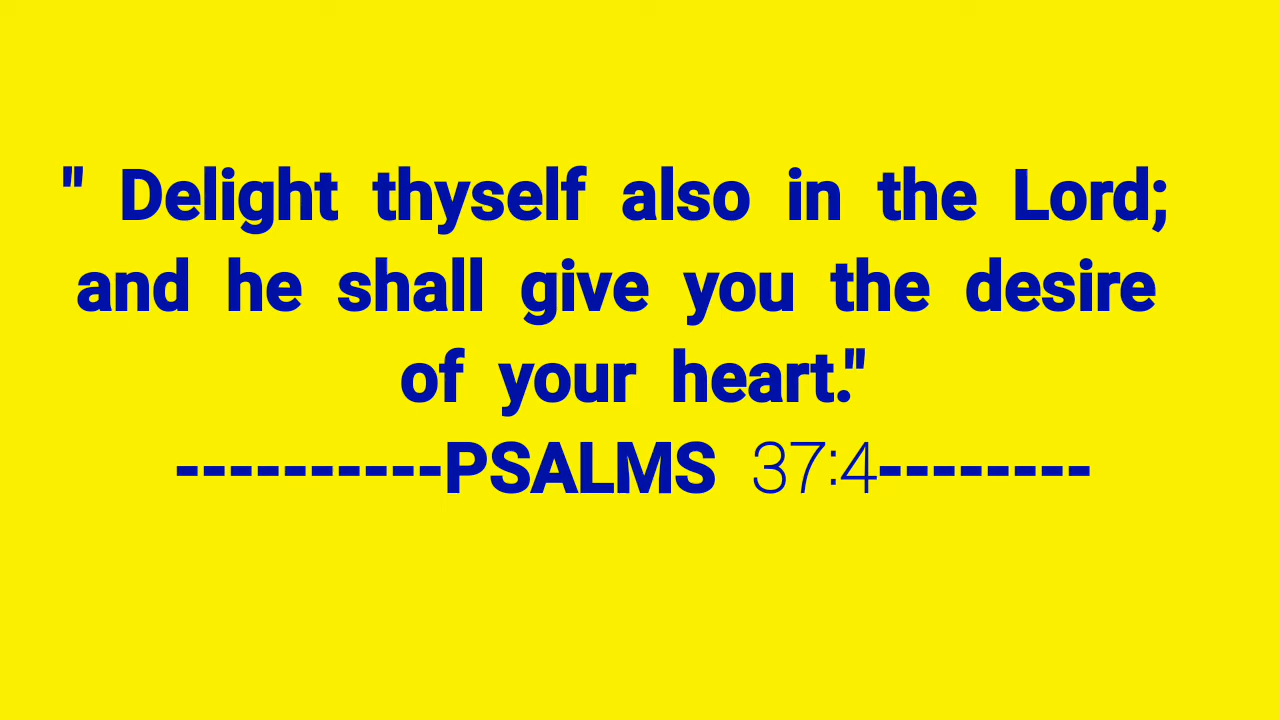 " Delight thyself also in the Lord;
and he shall give you the desire
of your heart."
----------PSALMS 37:4--------